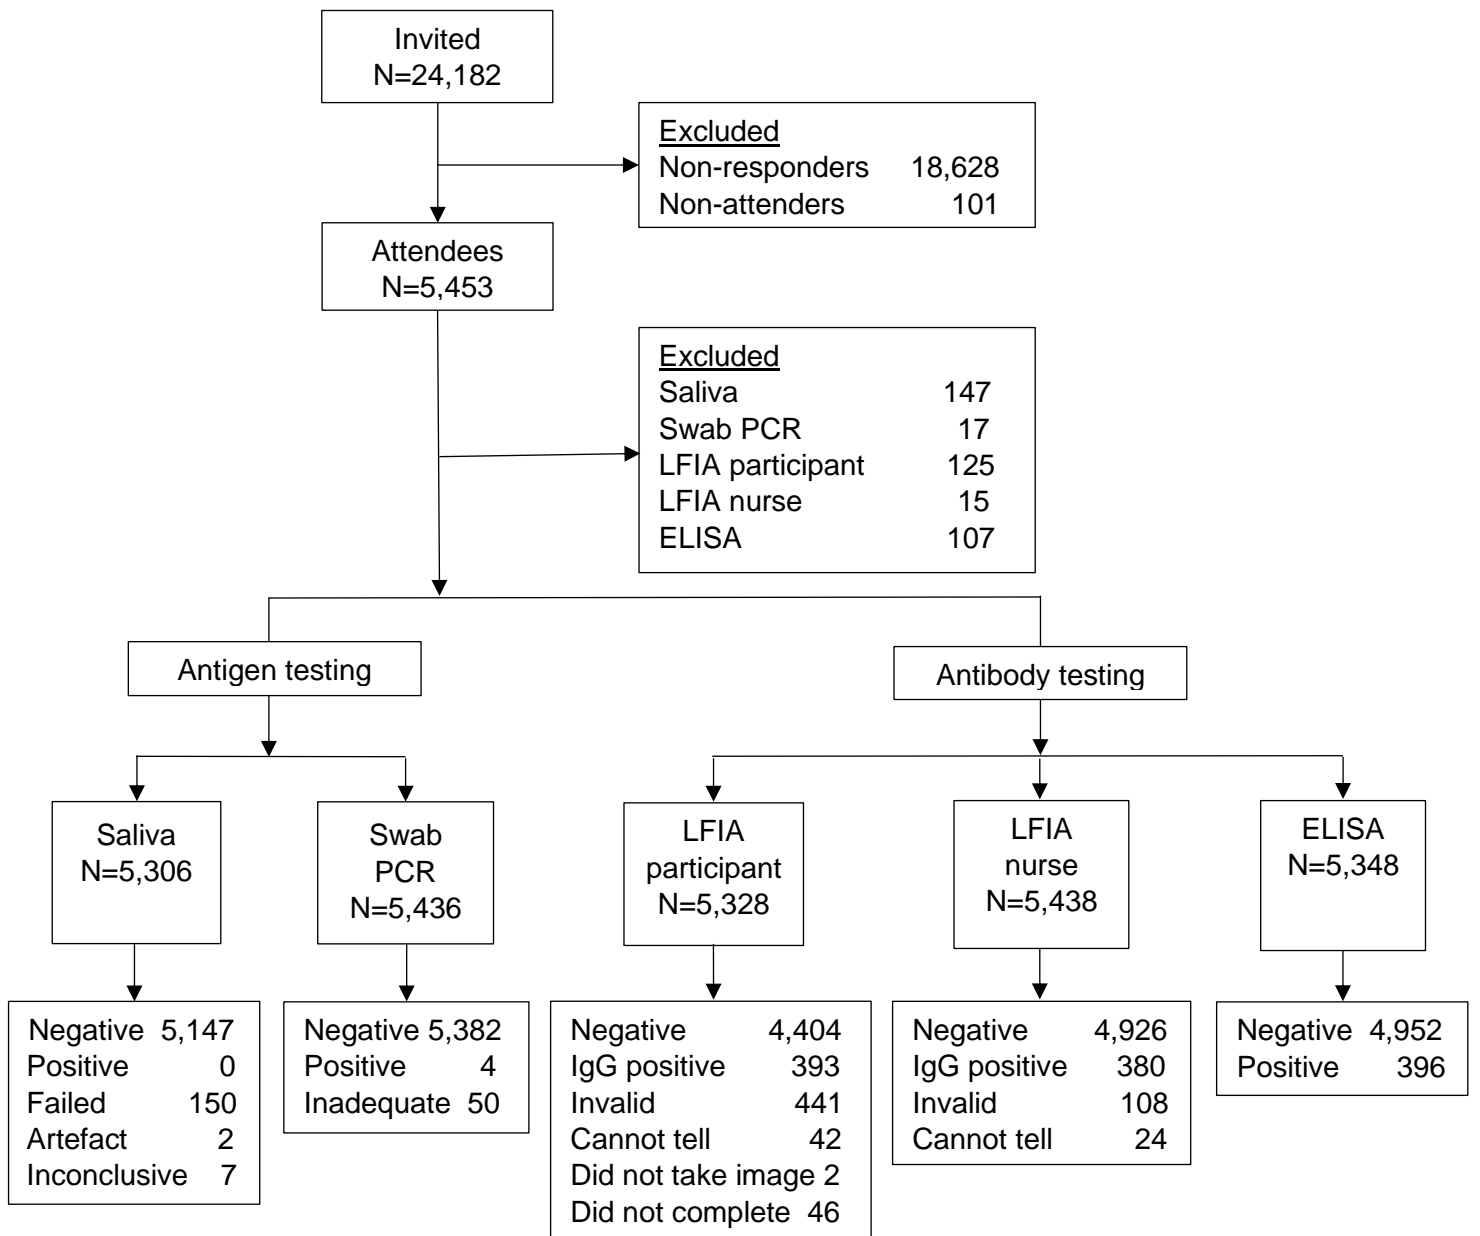 Invited
N=24,182
Excluded
Non-responders 18,628
Non-attenders 101
Attendees
N=5,453
Excluded
Saliva 147
Swab PCR 17
LFIA participant 125
LFIA nurse 15
ELISA 107
Antigen testing
Antibody testing
Saliva
N=5,306
Swab
PCR
N=5,436
LFIA
participant
N=5,328
LFIA
nurse
N=5,438
ELISA
N=5,348
Negative 5,147
Positive 0
Failed 150
Artefact 2
Inconclusive 7
Negative 5,382
Positive 4
Inadequate 50
Negative 4,404
IgG positive 393
Invalid 441
Cannot tell 42
Did not take image 2
Did not complete 46
Negative 4,926
IgG positive 380
Invalid 108
Cannot tell 24
Negative 4,952
Positive 396